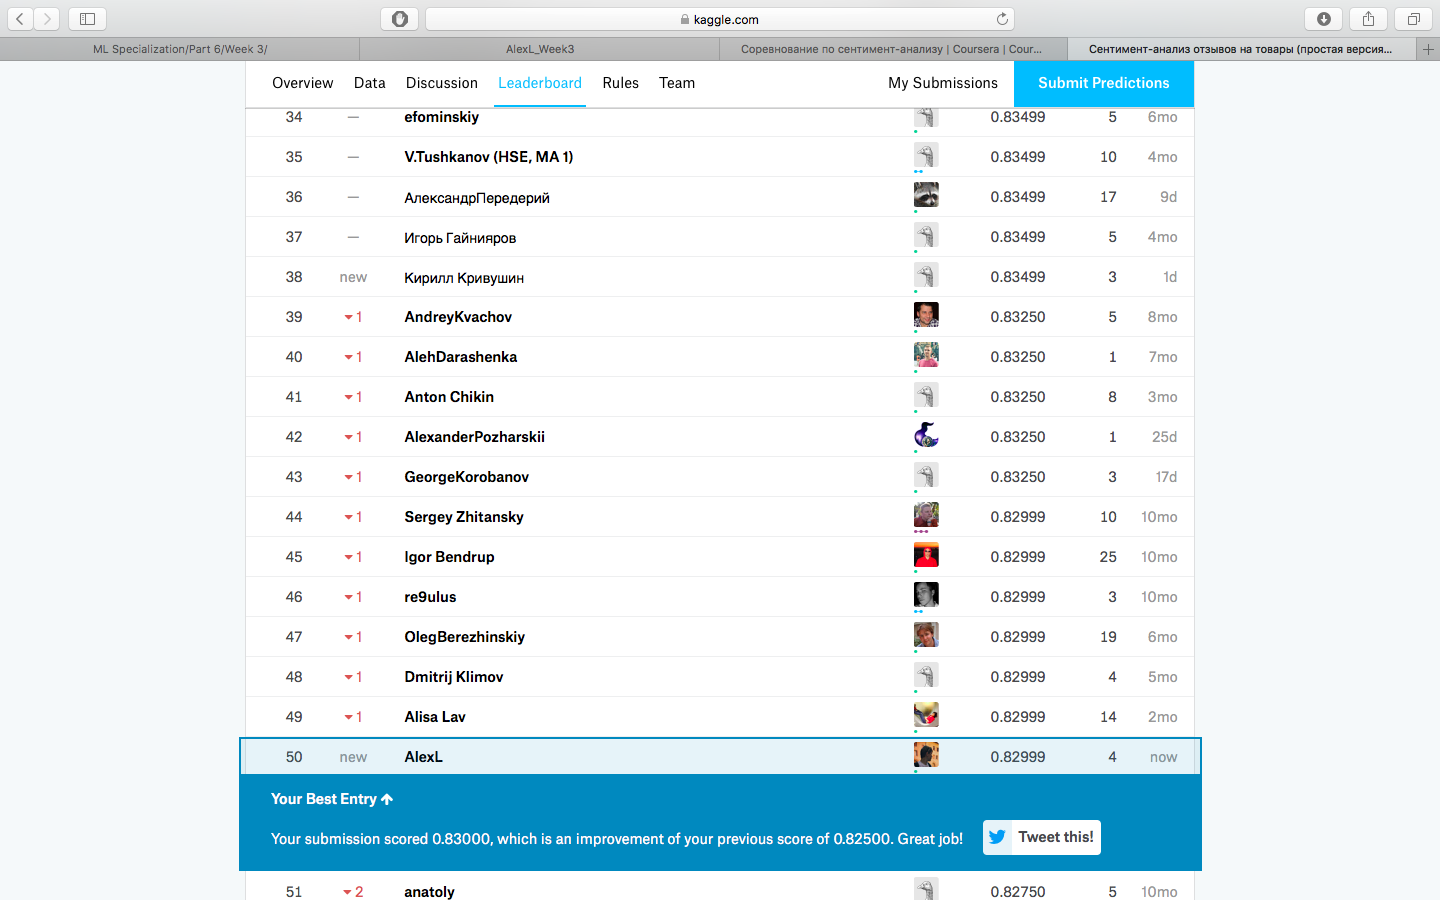 kaggle.com
ML Specialization/Part 6/Week 3/
AlexL_Week3
Соревнование по сентимент-анализу | Coursera | Cour...
Сентимент-анализ отзывов на товары (простая версия...
Overview Data Discussion Leaderboard Rules Team My Submissions Submit Predictions
34 — efominskiy 0.83499 5 6mo
35 — V.Tushkanov (HSE, MA 1) 0.83499 10 4mo
36 — АлександрПередерий 0.83499 17 9d
37 — Игорь Гайнияров 0.83499 5 4mo
38 new Кирилл Кривушин 0.83499 3 1d
39 1 AndreyKvachov 0.83250 5 8mo
40 1 AlehDarashenka 0.83250 1 7mo
41 1 Anton Chikin 0.83250 8 3mo
42 1 AlexanderPozharskii 0.83250 1 25d
43 1 GeorgeKorobanov 0.83250 3 17d
44 1 Sergey Zhitansky 0.82999 10 10mo
45 1 Igor Bendrup 0.82999 25 10mo
46 1 re9ulus 0.82999 3 10mo
47 1 OlegBerezhinskiy 0.82999 19 6mo
48 1 Dmitrij Klimov 0.82999 4 5mo
49 1 Alisa Lav 0.82999 14 2mo
50 new AlexL 0.82999 4 now
Your Best Entry
Your submission scored 0.83000, which is an improvement of your previous score of 0.82500. Great job! Tweet this!
51 2 anatoly 0.82750 5 10mo